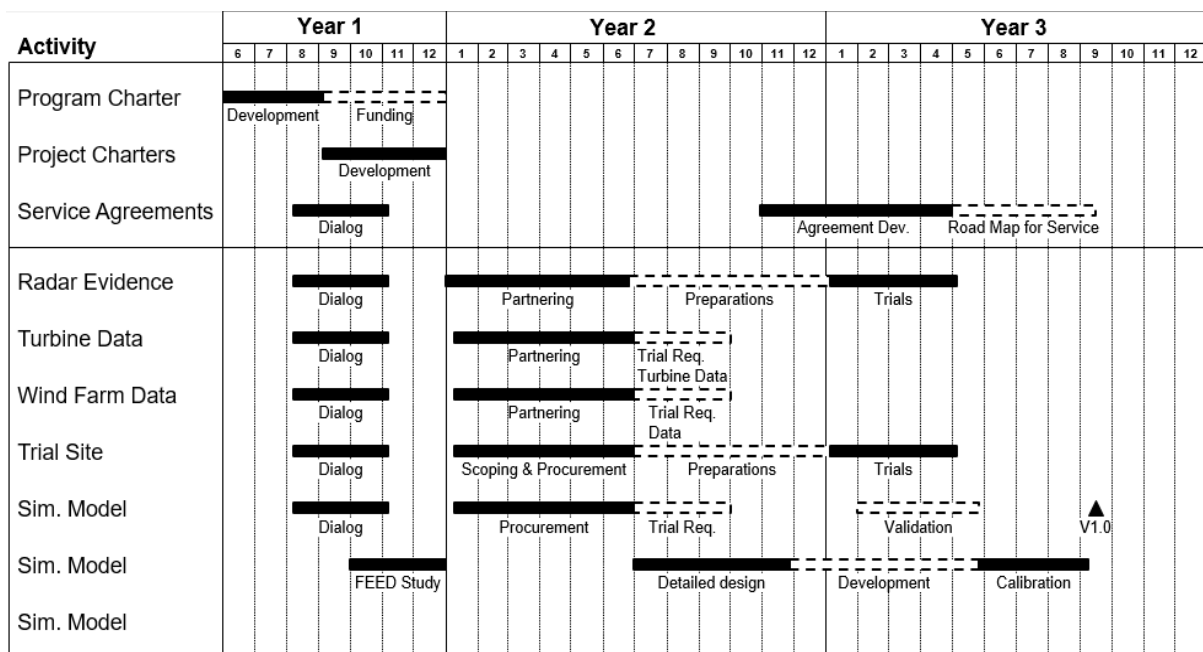 Year 1 Year 2 Year 3
Activity
6 7 8 9 10 11 12 1 2 3 4 5 6 7 8 9 10 11 12 1 2 3 4 5 6 7 8 9 10 11 12
Program Charter
Development Funding
Project Charters
Development
Service Agreements
Dialog Agreement Dev. Road Map for Service
Radar Evidence
Dialog Partnering Preparations Trials
Turbine Data
Dialog Partnering Trial Req.
Turbine Data
Wind Farm Data
Dialog Partnering Trial Req.
Data
Trial Site
Dialog Scoping & Procurement Preparations Trials
Sim. Model
Dialog Procurement Trial Req. Validation V1.0
Sim. Model
FEED Study Detailed design Development Calibration
Sim. Model